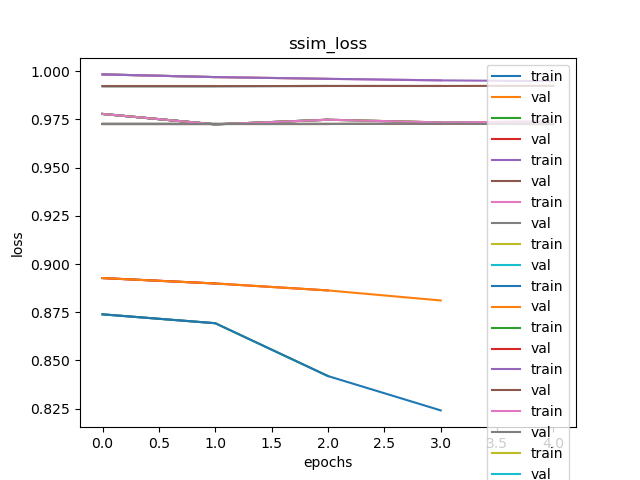 ssim_loss
1.000
0.975
0.950
0.925
0.900
0.875
0.850
0.825
loss
0.0 0.5 1.0 1.5 2.0 2.5 3.0 3.5 4.0
epochs
train
val
train
val
train
val
train
val
train
val
train
val
train
val
train
val
train
val
train
val